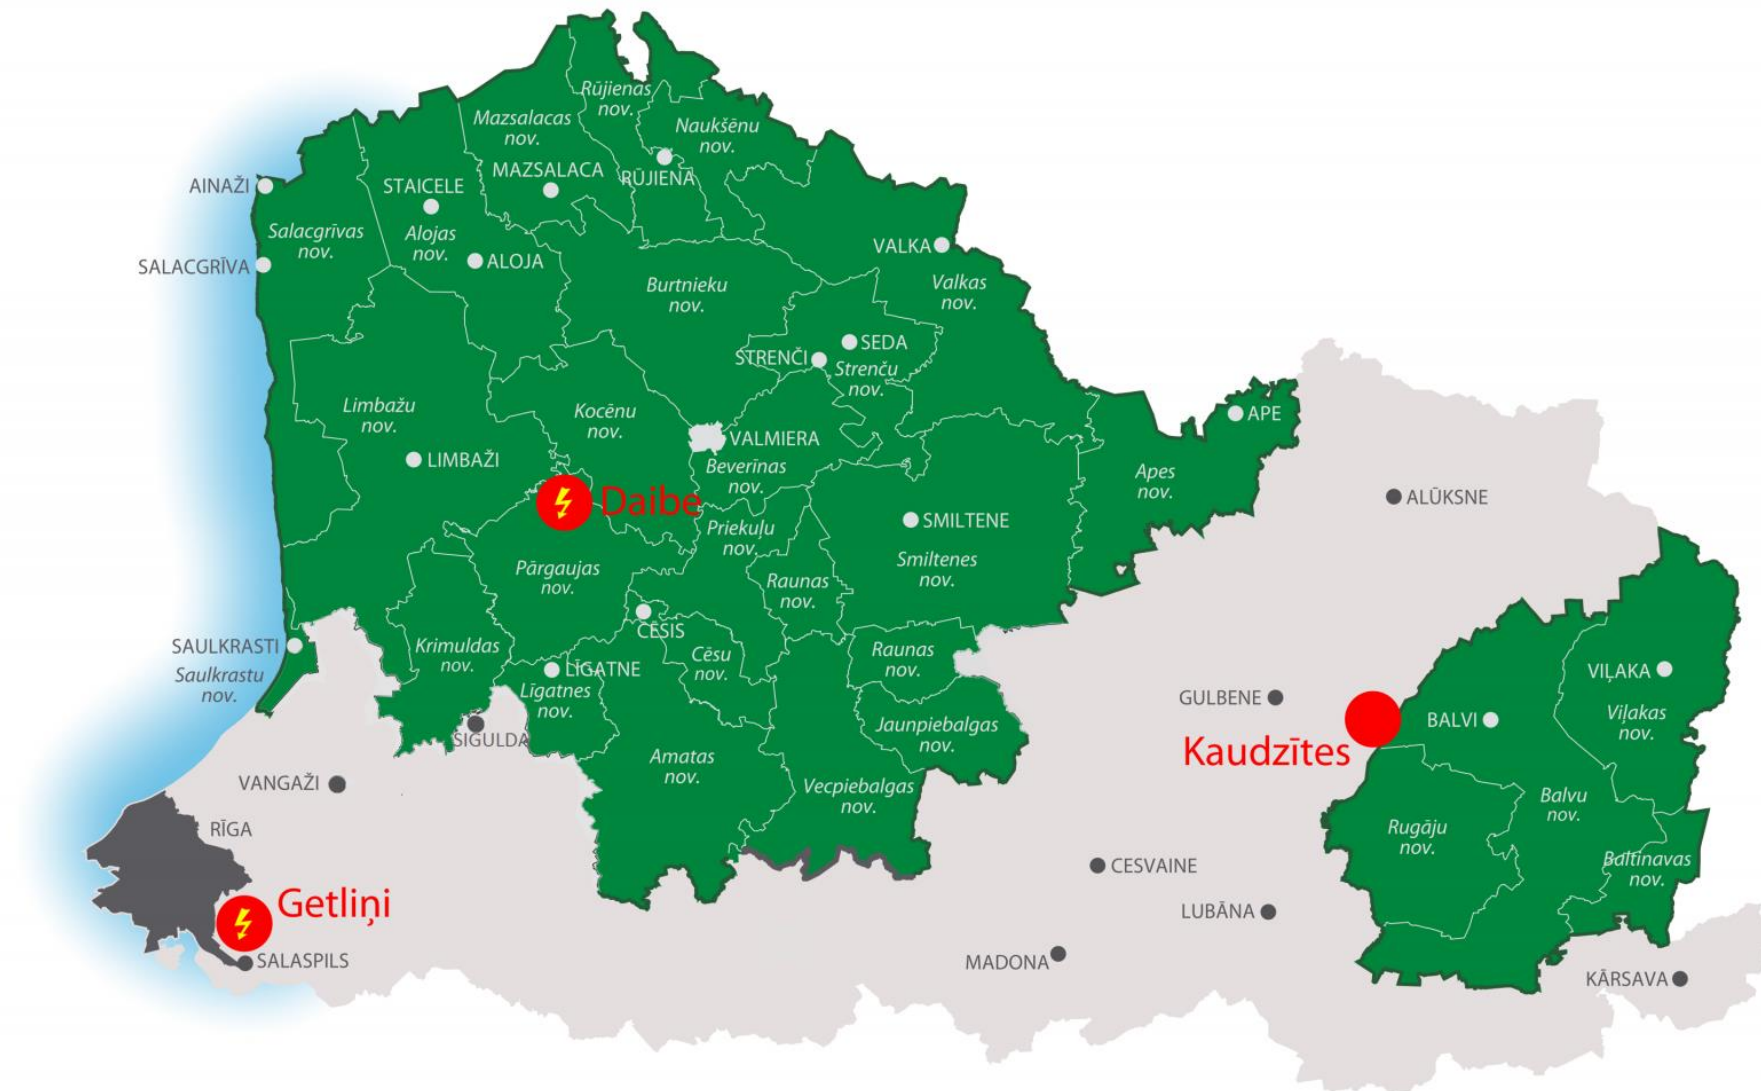 Rūjienas
nov.
Mazsalacas
nov.
Naukšēnu
nov.
MAZSALACA
RŪJIENA
AINAŽI
STAICELE
Salacgrīvas
nov.
Alojas
nov.
VALKA
SALACGRĪVA
ALOJA
Burtnieku
nov.
Valkas
nov.
SEDA
STRENČI
Strenču
nov.
Limbažu
nov.
Kocēnu
nov.
APE
VALMIERA
LIMBAŽI
Beverīnas
nov.
Apes
nov.
Daibe
ALŪKSNE
Priekuļu
nov.
SMILTENE
Pārgaujas
nov.
Smiltenes
nov.
Raunas
nov.
CĒSIS
SAULKRASTI
Saulkrastu
nov.
Krimuldas
nov.
Cēsu
nov.
Raunas
nov.
LĪGATNE
Līgatnes
nov.
VIĻAKA
GULBENE
Viļakas
nov.
BALVI
SIGULDA
Jaunpiebalgas
nov.
Kaudzītes
Amatas
nov.
VANGAŽI
Vecpiebalgas
nov.
Balvu
nov.
RĪGA
Rugāju
nov.
CESVAINE
Baltinavas
nov.
Getliņi
LUBĀNA
SALASPILS
MADONA
KĀRSAVA